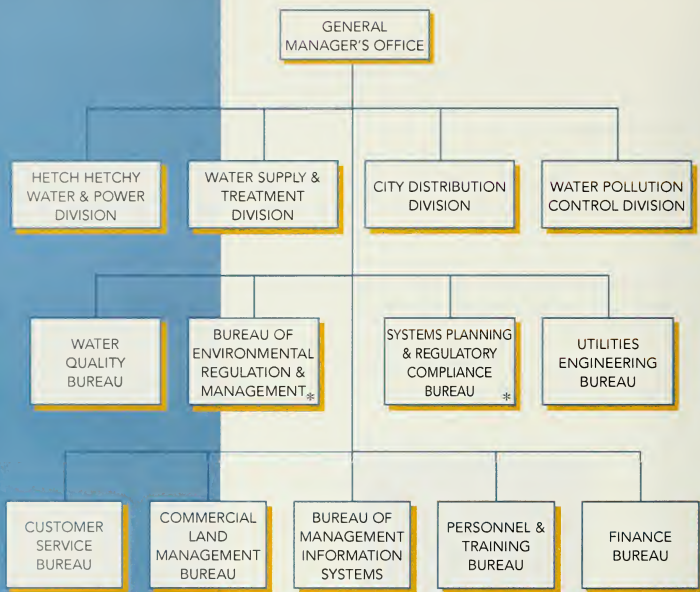 GENERAL
MANAGER'S OFFICE
HETCH HETCHY
WATER & POWER
DIVISION
WATER SUPPLY &
TREATMENT
DIVISION
CITY DISTRIBUTION
DIVISION
WATER POLLUTION
CONTROL DIVISION
WATER
QUALITY
BUREAU
BUREAU OF
ENVIRONMENTAL
REGULATION &
MANAGEMENT*
SYSTEMS PLANNING
& REGULATORY
COMPLIANCE
BUREAU *
UTILITIES
ENGINEERING
BUREAU
CUSTOMER
SERVICE
BUREAU
COMMERCIAL
LAND
MANAGEMENT
BUREAU
BUREAU OF
MANAGEMENT
INFORMATION
SYSTEMS
PERSONNEL &
TRAINING
BUREAU
FINANCE
BUREAU